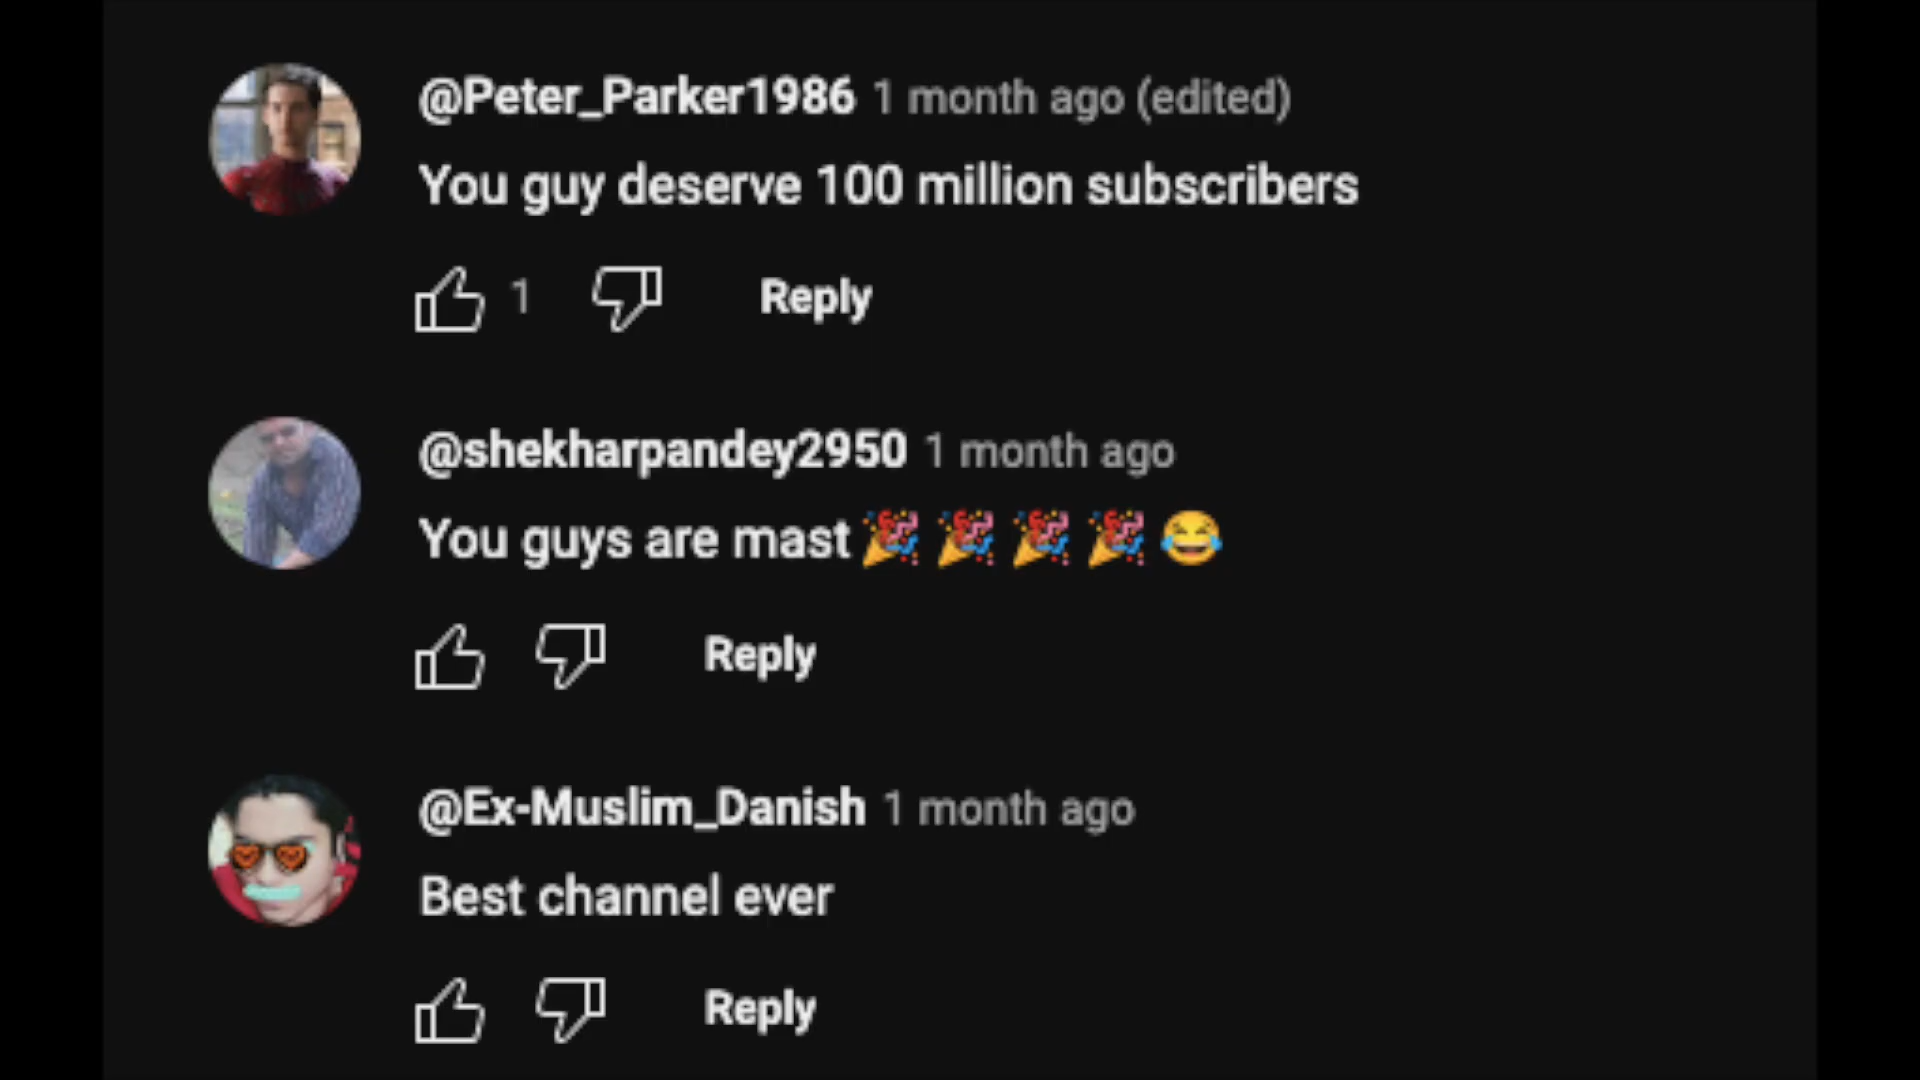 @Peter_Parker1986 1 month ago (edited)
You guy deserve 100 million subscribers
1 Reply
@shekharpandey2950 1 month ago
You guys are mast🎉🎉🎉🎉😂
Reply
@Ex-Muslim_Danish 1 month ago
Best channel ever
Reply